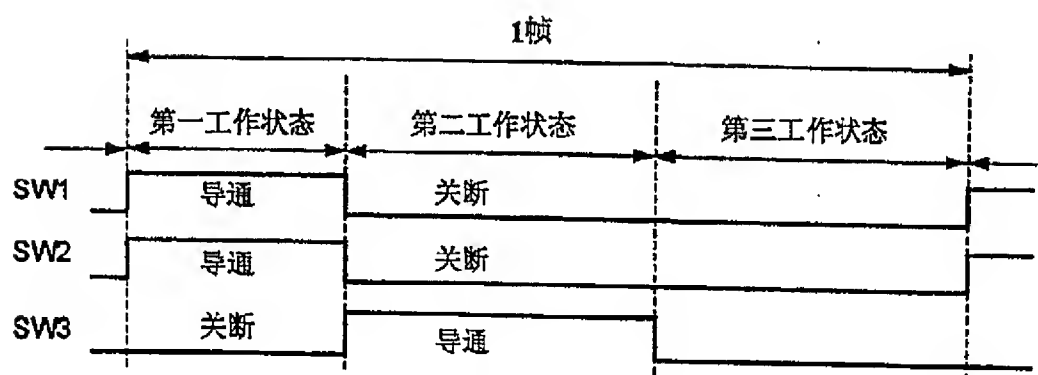 1帧
第一工作状态 第二工作状态 第三工作状态
SW1 导通 关断
SW2 导通 关断
SW3 关断 导通